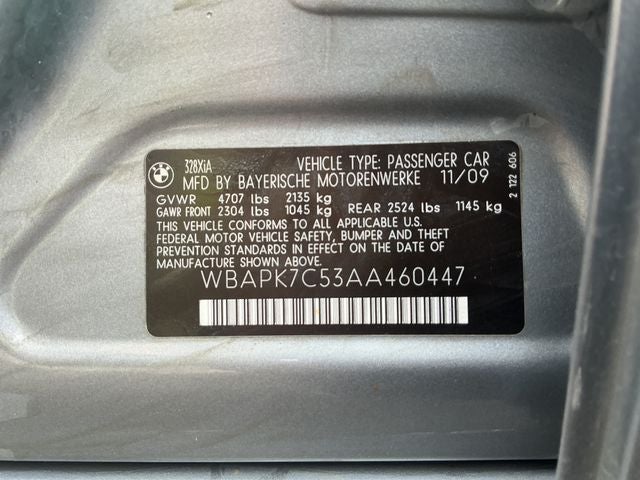 328XiA VEHICLE TYPE: PASSENGER CAR
MFD BY BAYERISCHE MOTORENWERKE 11/09
GVWR 4707 lbs 2135 kg
GAWR FRONT 2304 lbs 1045 kg REAR 2524 lbs 1145 kg
THIS VEHICLE CONFORMS TO ALL APPLICABLE U.S.
FEDERAL MOTOR VEHICLE SAFETY, BUMPER AND THEFT
PREVENTION STANDARDS IN EFFECT ON THE DATE OF
MANUFACTURE SHOWN ABOVE.
WBAPK7C53AA460447
2 122 606